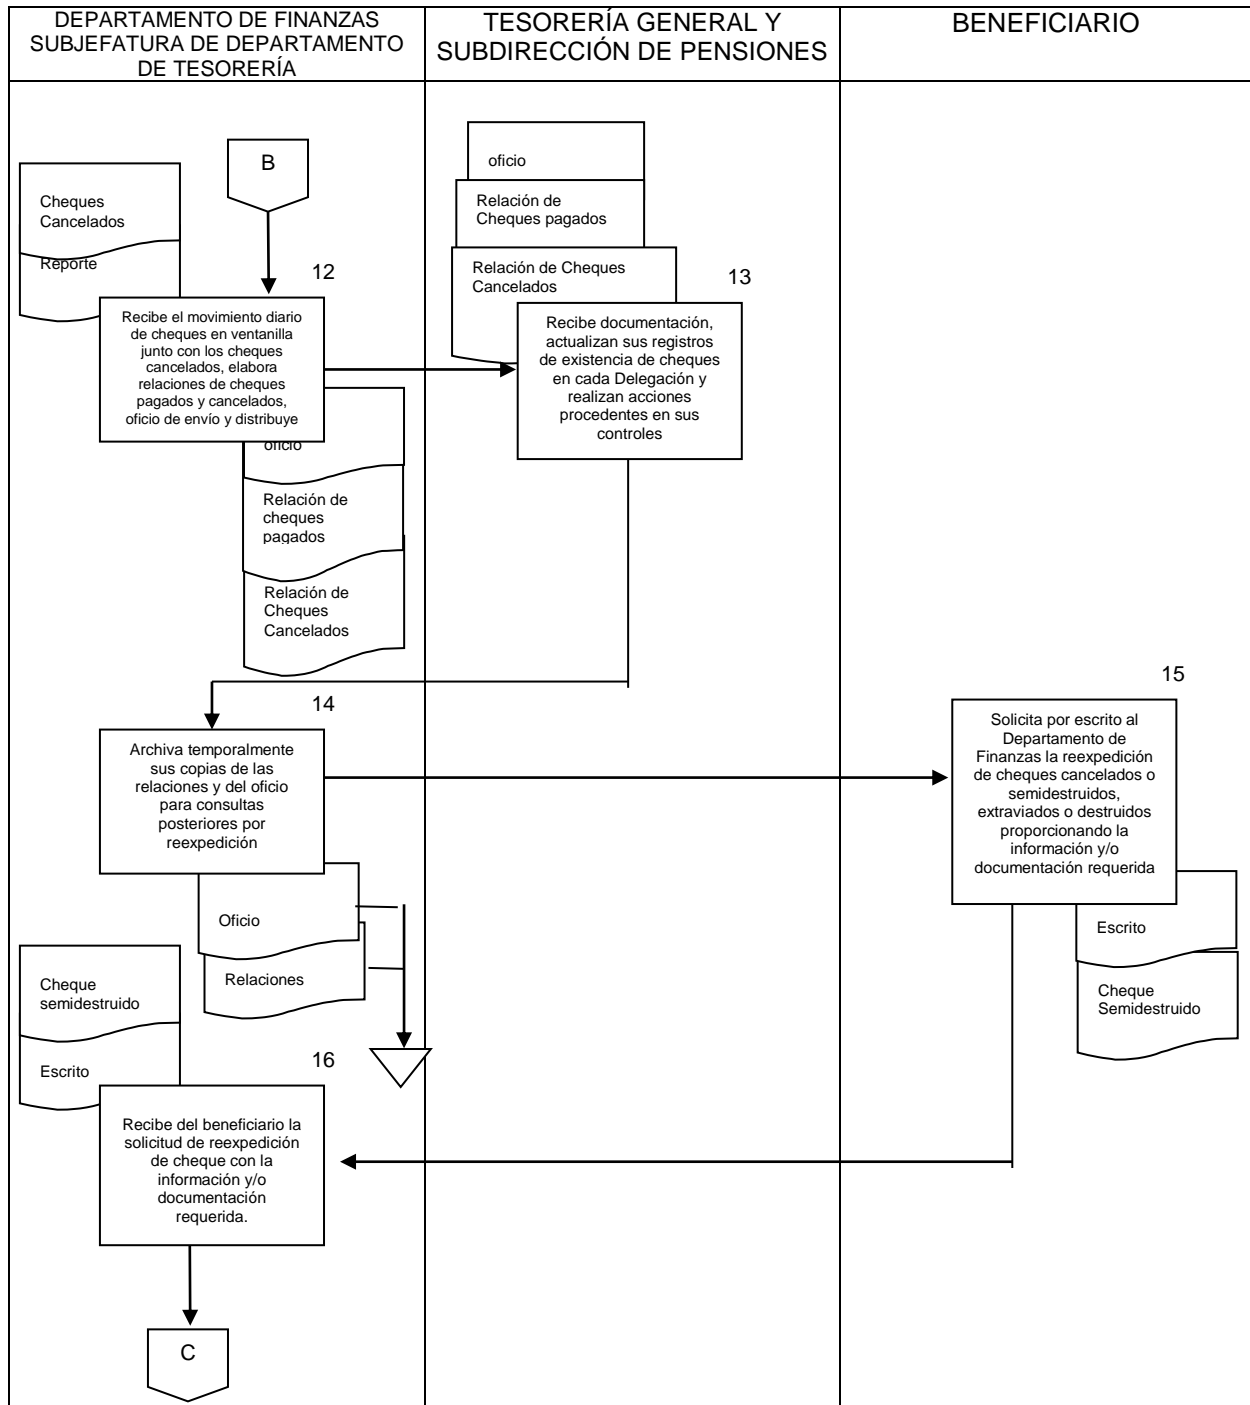 DEPARTAMENTO DE FINANZAS
SUBJEFATURA DE DEPARTAMENTO
DE TESORERÍA
TESORERÍA GENERAL Y
SUBDIRECCIÓN DE PENSIONES
BENEFICIARIO
B
Cheques
Cancelados
Reporte
12
Recibe el movimiento diario
de cheques en ventanilla
junto con los cheques
cancelados, elabora
relaciones de cheques
pagados y cancelados,
oficio de envío y distribuye
oficio
Relación de
cheques
pagados
Relación de
Cheques
Cancelados
oficio
Relación de
Cheques pagados
Relación de Cheques
Cancelados
13
Recibe documentación,
actualizan sus registros
de existencia de cheques
en cada Delegación y
realizan acciones
procedentes en sus
controles
14
Archiva temporalmente
sus copias de las
relaciones y del oficio
para consultas
posteriores por
reexpedición
Oficio
Relaciones
15
Solicita por escrito al
Departamento de
Finanzas la reexpedición
de cheques cancelados o
semidestruidos,
extraviados o destruidos
proporcionando la
información y/o
documentación requerida
Escrito
Cheque
Semidestruido
Cheque
semidestruido
Escrito
16
Recibe del beneficiario la
solicitud de reexpedición
de cheque con la
información y/o
documentación
requerida.
C